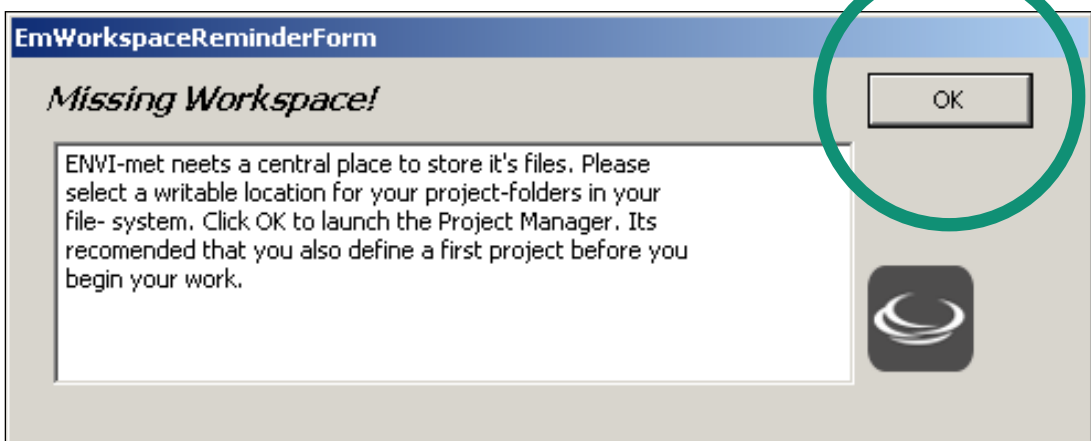 EmWorkspaceReminderForm
Missing Workspace!
OK
ENVI-met neets a central place to store it's files. Please
select a writable location for your project-folders in your
file- system. Click OK to launch the Project Manager. Its
recomended that you also define a first project before you
begin your work.